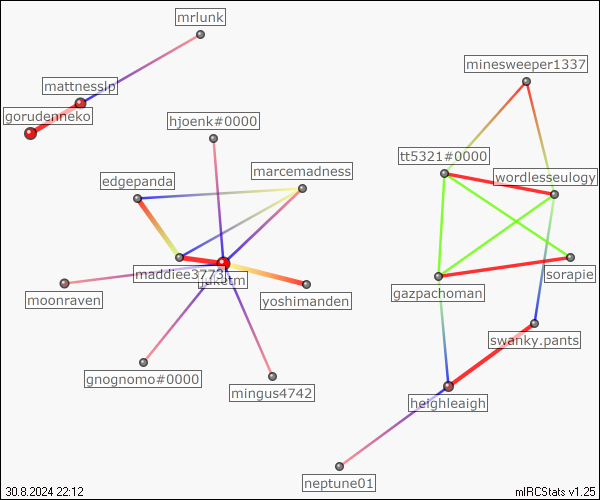 mrlunk
minesweeper1337
mattnesslp
gorudenneko
hjoenk#0000
tt5321#0000
marcemadness
wordlesseulogy
edgepanda
maddiee3773
juketm
sorapie
moonraven
yoshimanden
gazpachoman
swanky.pants
gnognomo#0000
mingus4742
heighleaigh
neptune01
30.8.2024 22:12
mIRCStats v1.25